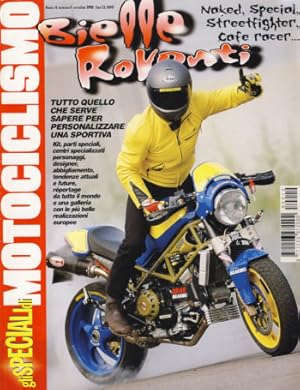 gli SPECIALI di
MOTOCICLISMO
Bielle
Roventi
Naked, Special,
Streetfighter,
Cafe racer...
TUTTO QUELLO
CHE SERVE
SAPERE PER
PERSONALIZZARE
UNA SPORTIVA
Kit, parti speciali,
centri specializzati
personaggi,
designer,
abbigliamento,
tendenze attuali
e future,
riportage
da tutto il mondo
e una galleria
con le più belle
realizzazioni
europee